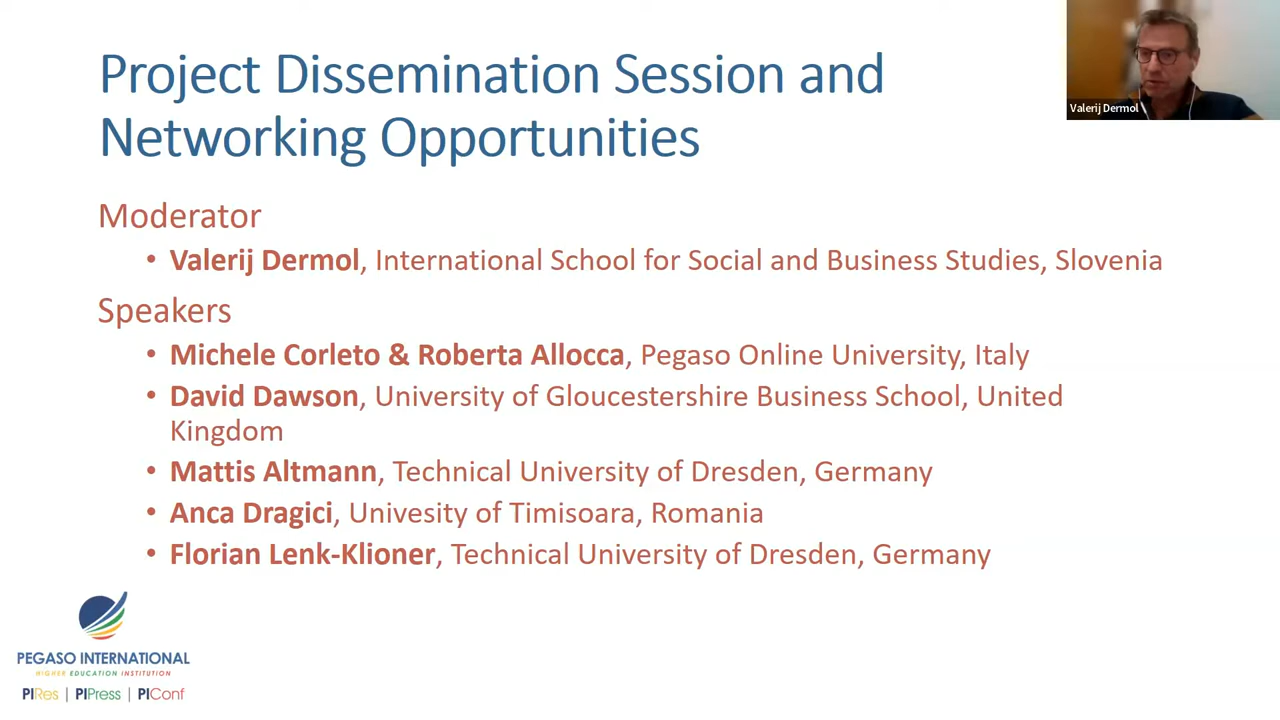 Project Dissemination Session and
Networking Opportunities
Valerij Dermol
Moderator
• Valerij Dermol, International School for Social and Business Studies, Slovenia
Speakers
• Michele Corleto & Roberta Allocca, Pegaso Online University, Italy
• David Dawson, University of Gloucestershire Business School, United
Kingdom
• Mattis Altmann, Technical University of Dresden, Germany
• Anca Dragici, Univesity of Timisoara, Romania
• Florian Lenk-Klioner, Technical University of Dresden, Germany
PEGASO INTERNATIONAL
HIGHER EDUCATION INSTITUTION
PIRes | PIPress | PIConf